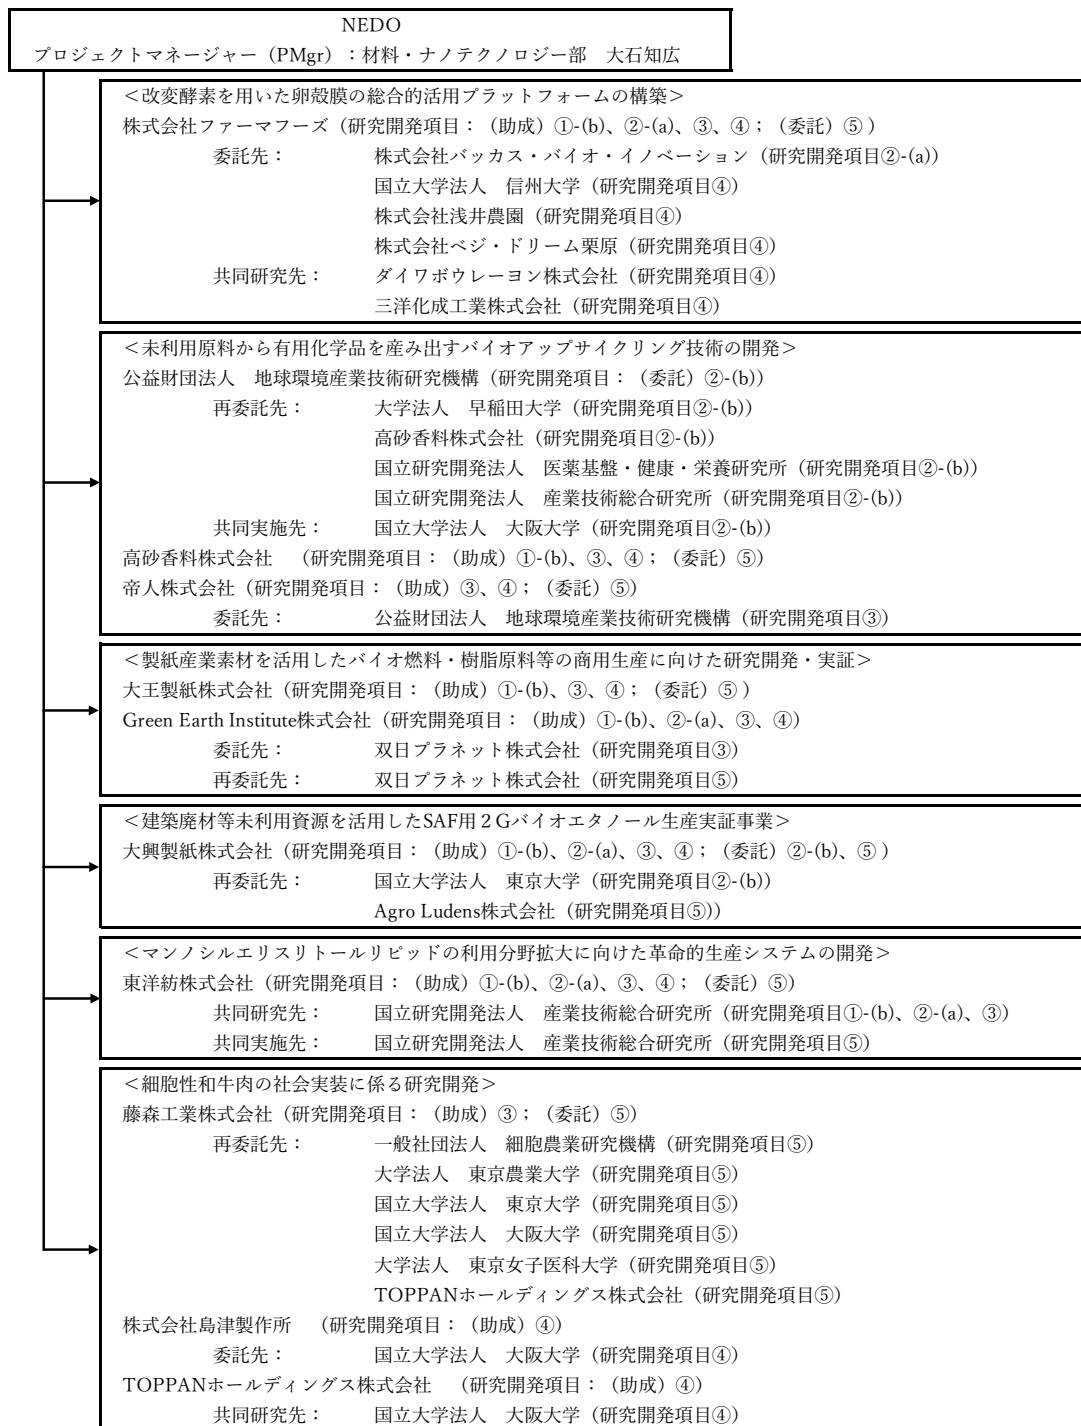 NEDO
プロジェクトマネージャー（PMgr）：材料・ナノテクノロジー部　大石知広
＜改変酵素を用いた卵殻膜の総合的活用プラットフォームの構築＞
株式会社ファーマフーズ（研究開発項目：（助成）①-(b)、②-(a)、③、④；（委託）⑤）
委託先：　株式会社バッカス・バイオ・イノベーション（研究開発項目②-(a)）
国立大学法人　信州大学（研究開発項目④）
株式会社浅井農園（研究開発項目④）
株式会社ベジ・ドリーム栗原（研究開発項目④）
共同研究先：　ダイワボウレーヨン株式会社（研究開発項目④）
三洋化成工業株式会社（研究開発項目④）
＜未利用原料から有用化学品を産み出すバイオアップサイクリング技術の開発＞
公益財団法人　地球環境産業技術研究機構（研究開発項目：（委託）②-(b)）
再委託先：　大学法人　早稲田大学（研究開発項目②-(b)）
高砂香料株式会社（研究開発項目②-(b)）
国立研究開発法人　医薬基盤・健康・栄養研究所（研究開発項目②-(b)）
国立研究開発法人　産業技術総合研究所（研究開発項目②-(b)）
共同実施先：　国立大学法人　大阪大学（研究開発項目②-(b)）
高砂香料株式会社　（研究開発項目：（助成）①-(b)、③、④；（委託）⑤）
帝人株式会社（研究開発項目：（助成）③、④；（委託）⑤）
委託先：　公益財団法人　地球環境産業技術研究機構（研究開発項目③）
＜製紙産業素材を活用したバイオ燃料・樹脂原料等の商用生産に向けた研究開発・実証＞
大王製紙株式会社（研究開発項目：（助成）①-(b)、③、④；（委託）⑤）
Green Earth Institute株式会社（研究開発項目：（助成）①-(b)、②-(a)、③、④）
委託先：　双日プラネット株式会社（研究開発項目③）
再委託先：　双日プラネット株式会社（研究開発項目⑤）
＜建築廃材等未利用資源を活用したSAF用２Gバイオエタノール生産実証事業＞
大興製紙株式会社（研究開発項目：（助成）①-(b)、②-(a)、③、④；（委託）②-(b)、⑤）
再委託先：　国立大学法人　東京大学（研究開発項目②-(b)）
Agro Ludens株式会社（研究開発項目⑤)）
＜マンノシルエリスリトールリピッドの利用分野拡大に向けた革命的生産システムの開発＞
東洋紡株式会社（研究開発項目：（助成）①-(b)、②-(a)、③、④；（委託）⑤）
共同研究先：　国立研究開発法人　産業技術総合研究所（研究開発項目①-(b)、②-(a)、③）
共同実施先：　国立研究開発法人　産業技術総合研究所（研究開発項目⑤）
＜細胞性和牛肉の社会実装に係る研究開発＞
藤森工業株式会社（研究開発項目：（助成）③；（委託）⑤）
再委託先：　一般社団法人　細胞農業研究機構（研究開発項目⑤）
大学法人　東京農業大学（研究開発項目⑤）
国立大学法人　東京大学（研究開発項目⑤）
国立大学法人　大阪大学（研究開発項目⑤）
大学法人　東京女子医科大学（研究開発項目⑤）
TOPPANホールディングス株式会社（研究開発項目⑤）
株式会社島津製作所　（研究開発項目：（助成）④）
委託先：　国立大学法人　大阪大学（研究開発項目④）
TOPPANホールディングス株式会社　（研究開発項目：（助成）④）
共同研究先：　国立大学法人　大阪大学（研究開発項目④）